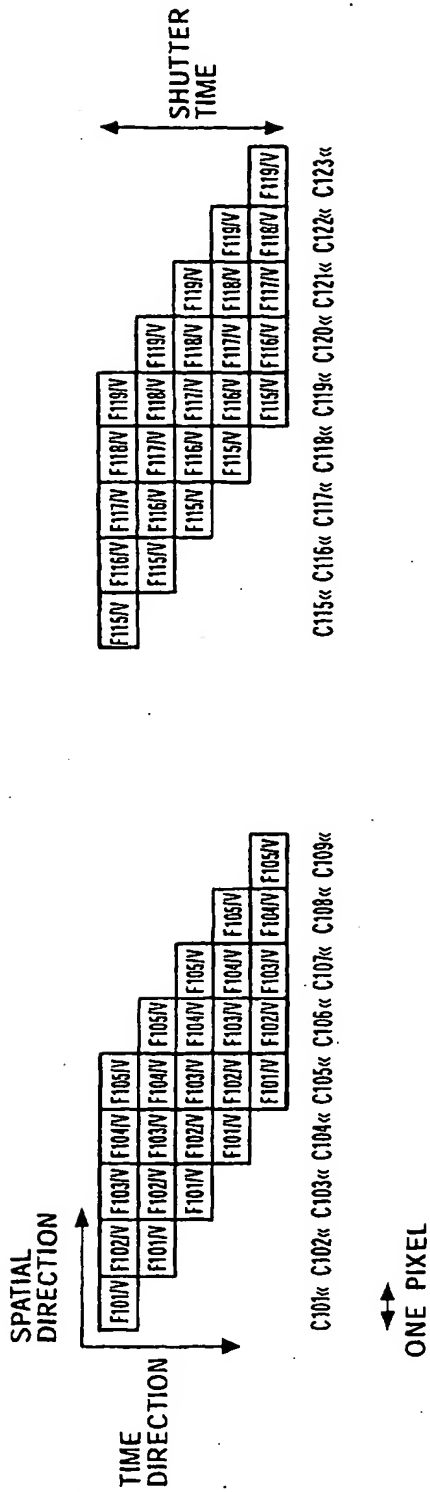 SPATIAL
DIRECTION
TIME
DIRECTION
F101/V F102/V F103/V F104/V F105/V
F101/V F102/V F103/V F104/V F105/V
F101/V F102/V F103/V F104/V F105/V
F101/V F102/V F103/V F104/V F105/V
F101/V F102/V F103/V F104/V F105/V
C101« C102« C103« C104« C105« C106« C107« C108« C109«
ONE PIXEL
F115/V F116/V F117/V F118/V F119/V
F115/V F116/V F117/V F118/V F119/V
F115/V F116/V F117/V F118/V F119/V
F115/V F116/V F117/V F118/V F119/V
F115/V F116/V F117/V F118/V F119/V
C115« C116« C117« C118« C119« C120« C121« C122« C123«
SHUTTER
TIME